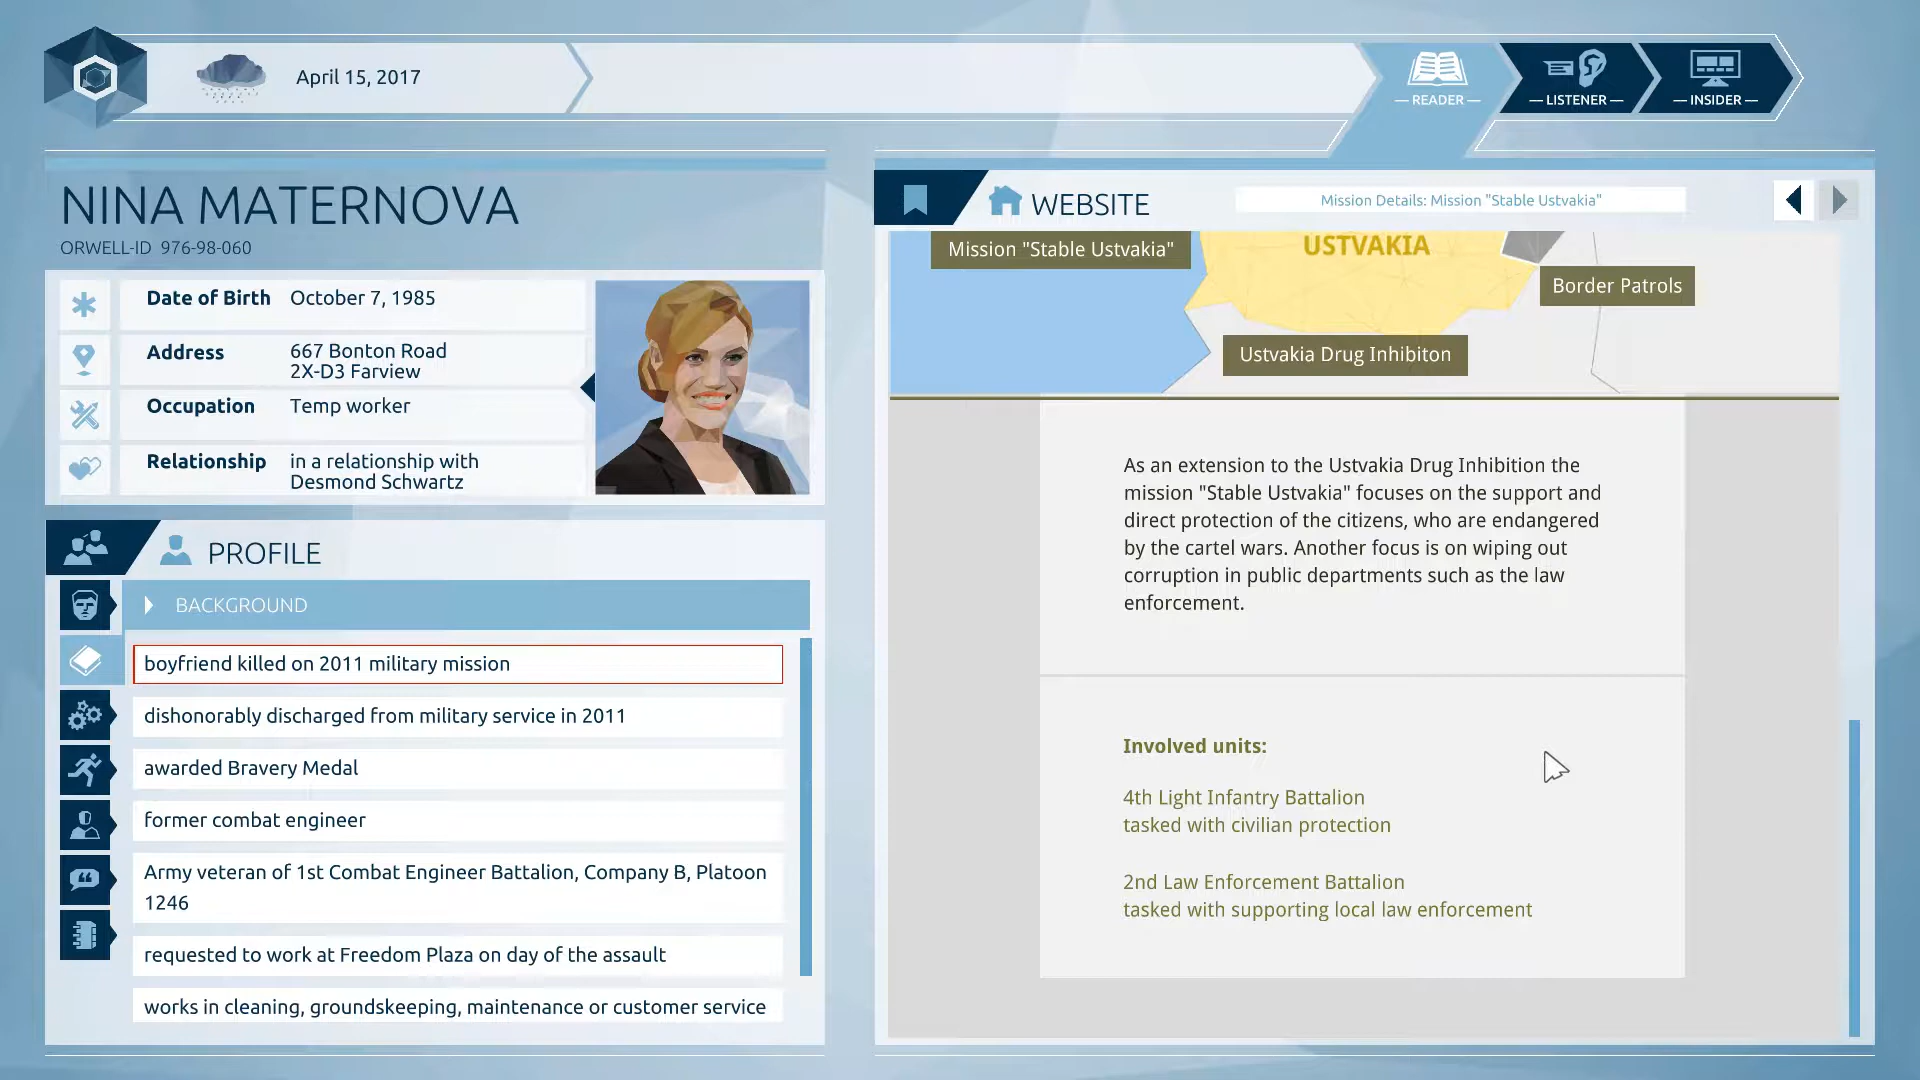 April 15, 2017
READER
LISTENER
INSIDER
NINA MATERNOVA
ORWELL-ID 976-98-060
Date of Birth October 7, 1985
Address 667 Bonton Road
2X-D3 Farview
Occupation Temp worker
Relationship in a relationship with
Desmond Schwartz
PROFILE
BACKGROUND
boyfriend killed on 2011 military mission
dishonorably discharged from military service in 2011
awarded Bravery Medal
former combat engineer
Army veteran of 1st Combat Engineer Battalion, Company B, Platoon
1246
requested to work at Freedom Plaza on day of the assault
works in cleaning, groundskeeping, maintenance or customer service
WEBSITE
Mission Details: Mission "Stable Ustvakia"
Mission "Stable Ustvakia"
USTVAKIA
Border Patrols
Ustvakia Drug Inhibiton
As an extension to the Ustvakia Drug Inhibition the
mission "Stable Ustvakia" focuses on the support and
direct protection of the citizens, who are endangered
by the cartel wars. Another focus is on wiping out
corruption in public departments such as the law
enforcement.
Involved units:
4th Light Infantry Battalion
tasked with civilian protection
2nd Law Enforcement Battalion
tasked with supporting local law enforcement